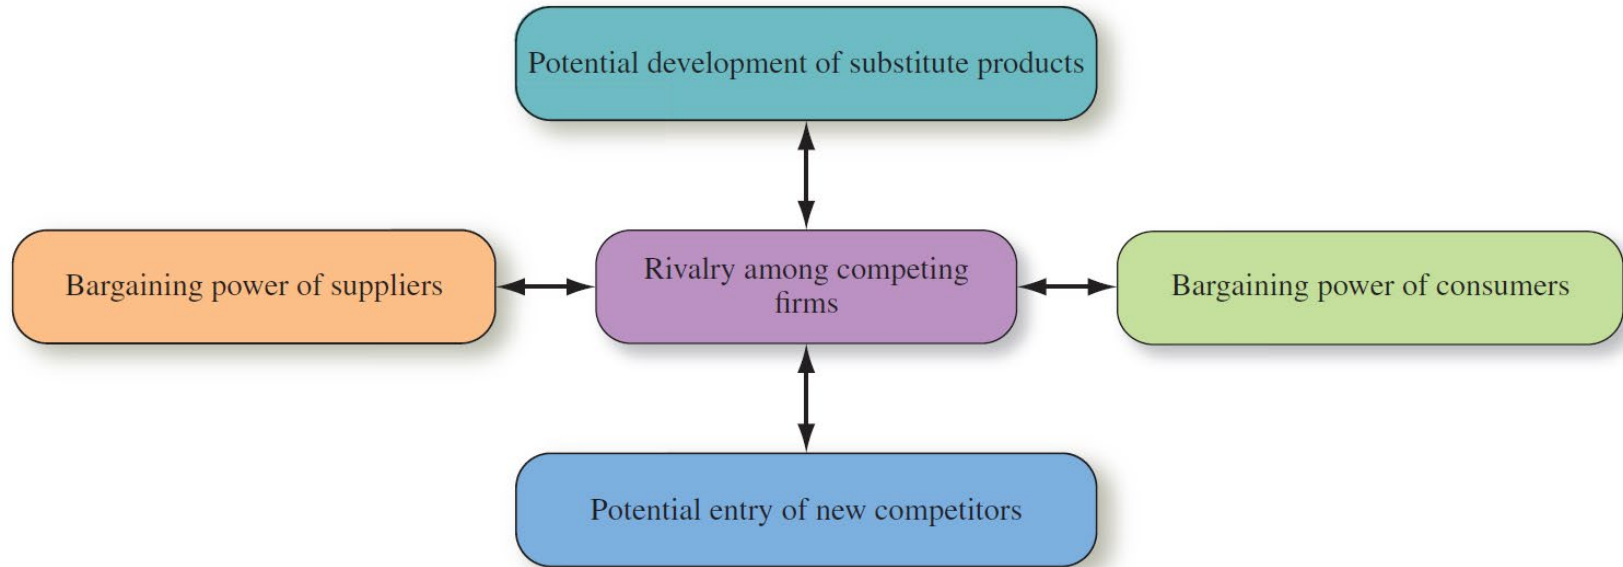 Potential development of substitute products
Bargaining power of suppliers
Rivalry among competing
firms
Bargaining power of consumers
Potential entry of new competitors